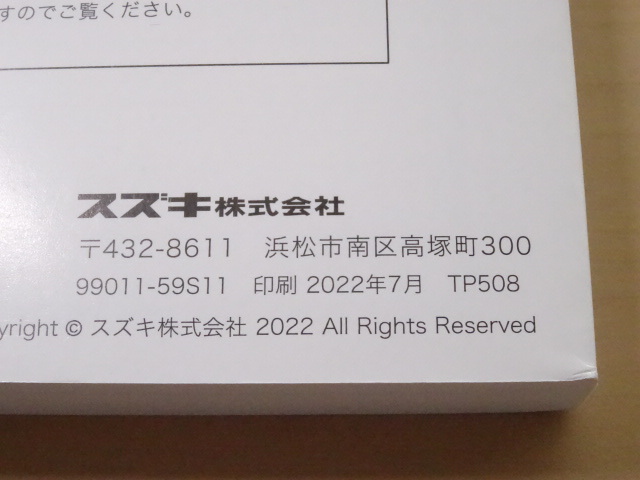 すのでご覧ください。
スズキ株式会社
〒432-8611 浜松市南区高塚町300
99011-59S11 印刷 2022年7月 TP508
yright © スズキ株式会社 2022 All Rights Reserved